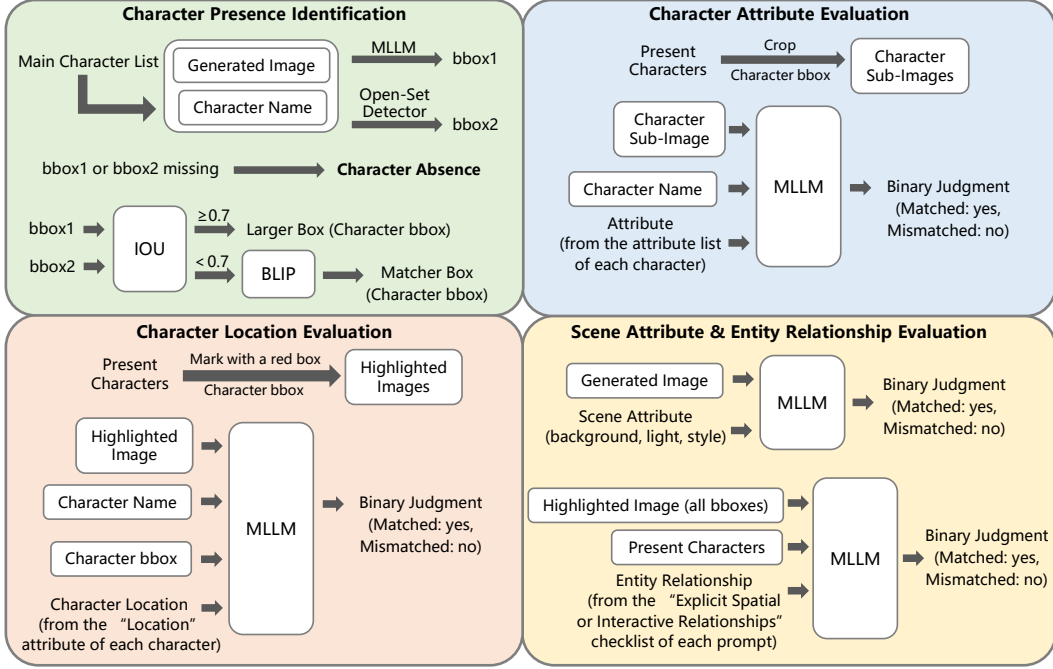 Character Presence Identification
Main Character List
Generated Image
Character Name
MLLM
bbox1
Open-Set
Detector
bbox2
bbox1 or bbox2 missing
Character Absence
bbox1
bbox2
IOU
≥0.7
Larger Box (Character bbox)
<0.7
BLIP
Matcher Box
(Character bbox)
Character Attribute Evaluation
Present
Characters
Crop
Character bbox
Character
Sub-Images
Character
Sub-Image
Character Name
Attribute
(from the attribute list
of each character)
MLLM
Binary Judgment
(Matched: yes,
Mismatched: no)
Character Location Evaluation
Present
Characters
Mark with a red box
Character bbox
Highlighted
Images
Highlighted
Image
Character Name
Character bbox
Character Location
(from the “Location”
attribute of each character)
MLLM
Binary Judgment
(Matched: yes,
Mismatched: no)
Scene Attribute & Entity Relationship Evaluation
Generated Image
Scene Attribute
(background, light, style)
MLLM
Binary Judgment
(Matched: yes,
Mismatched: no)
Highlighted Image (all bboxes)
Present Characters
Entity Relationship
(from the “Explicit Spatial
or Interactive Relationships”
checklist of each prompt)
MLLM
Binary Judgment
(Matched: yes,
Mismatched: no)